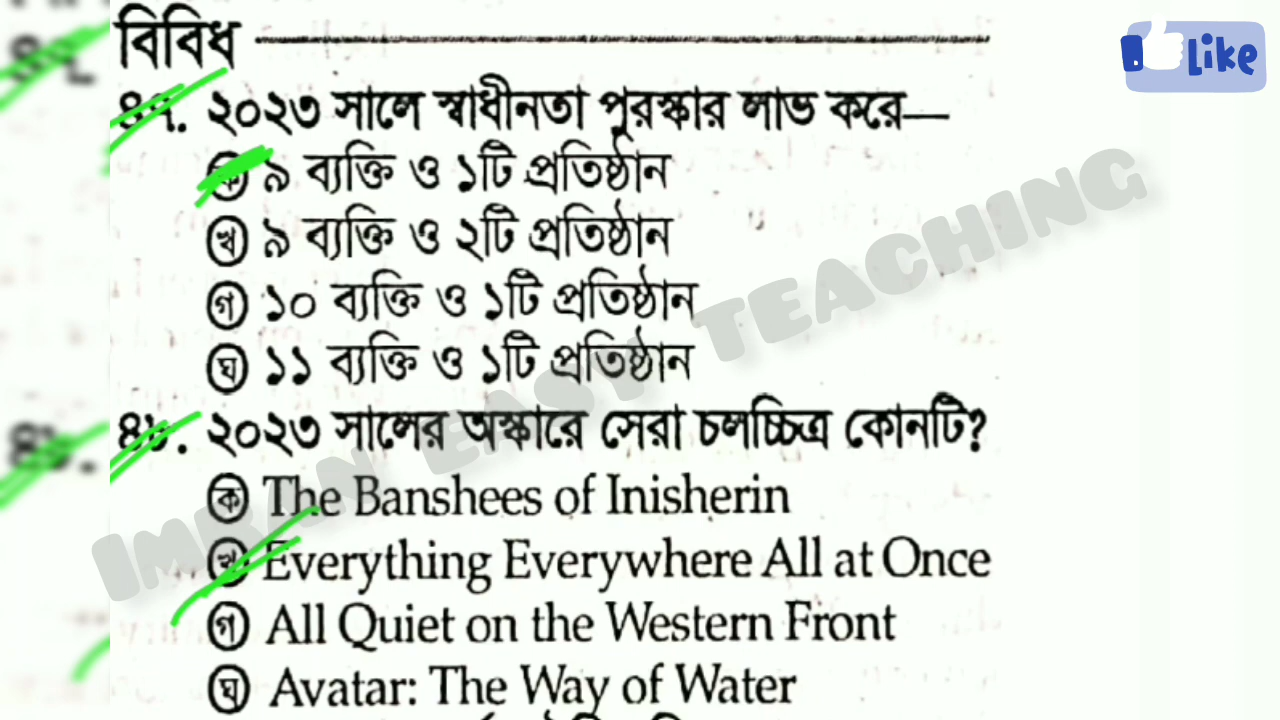 বিবিধ
Like
৪৭. ২০২৩ সালে স্বাধীনতা পুরস্কার লাভ করে—
ক ৯ ব্যক্তি ও ১টি প্রতিষ্ঠান
খ ৯ ব্যক্তি ও ২টি প্রতিষ্ঠান
গ ১০ ব্যক্তি ও ১টি প্রতিষ্ঠান
ঘ ১১ ব্যক্তি ও ১টি প্রতিষ্ঠান
৪৮. ২০২৩ সালের অস্কারে সেরা চলচ্চিত্র কোনটি?
ক The Banshees of Inisherin
খ Everything Everywhere All at Once
গ All Quiet on the Western Front
ঘ Avatar: The Way of Water
IMRAN EASY TEACHING